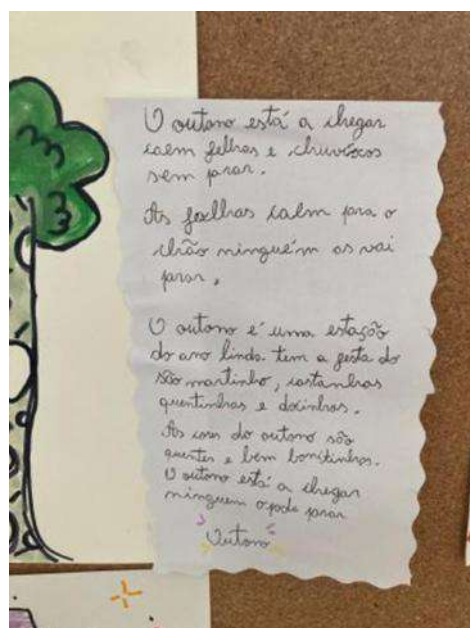 O outono está a chegar
caem felhas e chuviscos
sem parar.
As foelhas caem para o
chão ninguém as vai
parar.
O outono é uma estação
do ano linda. tem a festa do
são martinho, castanhas
quentinhas e docinhas.
As cores do outono são
quentes e bem bonitinhas.
O outono está a chegar
ninguem o pode parar
Outono